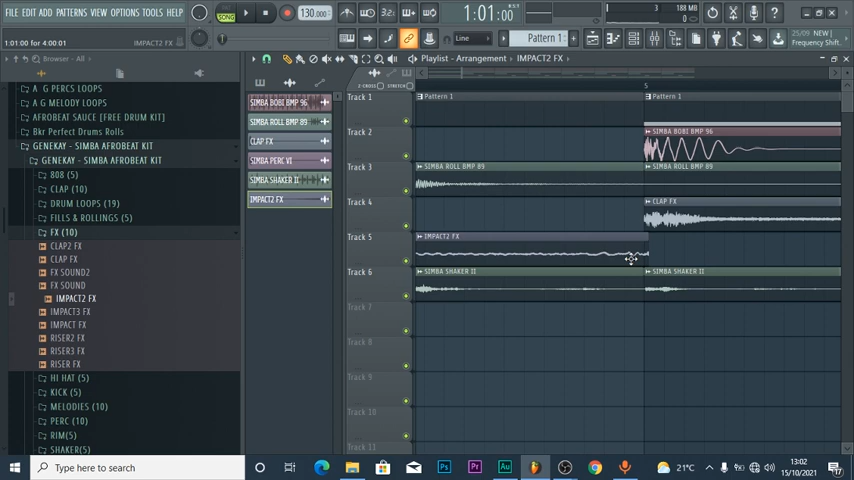 FILE EDIT ADD PATTERNS VIEW OPTIONS TOOLS HELP
SONG
130.000
1:01:00
3
188 MB
0
1:01:00 for 4:00:01
IMPACT2 FX
Line
Pattern 1
25/09 NEW |
Frequency Shift..
Browser - All
Playlist - Arrangement › IMPACT2 FX
Z-CROSS
STRETCH
5
A G PERCS LOOPS
A G MELODY LOOPS
AFROBEAT SAUCE [FREE DRUM KIT]
Bkr Perfect Drums Rolls
GENEKAY - SIMBA AFROBEAT KIT
GENEKAY - SIMBA AFROBEAT KIT
808 (5)
CLAP (10)
DRUM LOOPS (19)
FILLS & ROLLINGS (5)
FX (10)
CLAP2 FX
CLAP FX
FX SOUND2
FX SOUND
IMPACT2 FX
IMPACT3 FX
IMPACT FX
RISER2 FX
RISER3 FX
RISER FX
HI HAT (5)
KICK (5)
MELODIES (10)
PERC (10)
RIM(5)
SHAKER(5)
SIMBA BOBI BMP 96
SIMBA ROLL BMP 89
CLAP FX
SIMBA PERC VI
SIMBA SHAKER II
IMPACT2 FX
Track 1
Pattern 1
Pattern 1
Track 2
SIMBA BOBI BMP 96
Track 3
SIMBA ROLL BMP 89
SIMBA ROLL BMP 89
Track 4
CLAP FX
Track 5
IMPACT2 FX
Track 6
SIMBA SHAKER II
SIMBA SHAKER II
Track 7
Track 8
Track 9
Track 10
Track 11
Type here to search
Ps
Pr
Au
21°C
13:02
15/10/2021
17